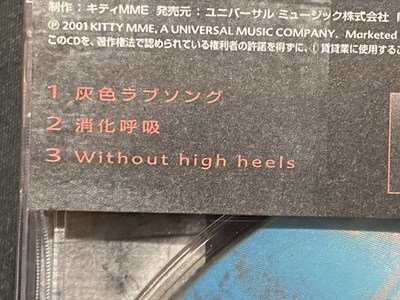 制作：キティMME 発売元：ユニバーサル ミュージック株式会社
℗ 2001 KITTY MME, A UNIVERSAL MUSIC COMPANY. Marketed
このCDを、著作権法で認められている権利者の許諾を得ずに、① 賃貸業に使用するこ
1 灰色ラブソング
2 消化呼吸
3 Without high heels